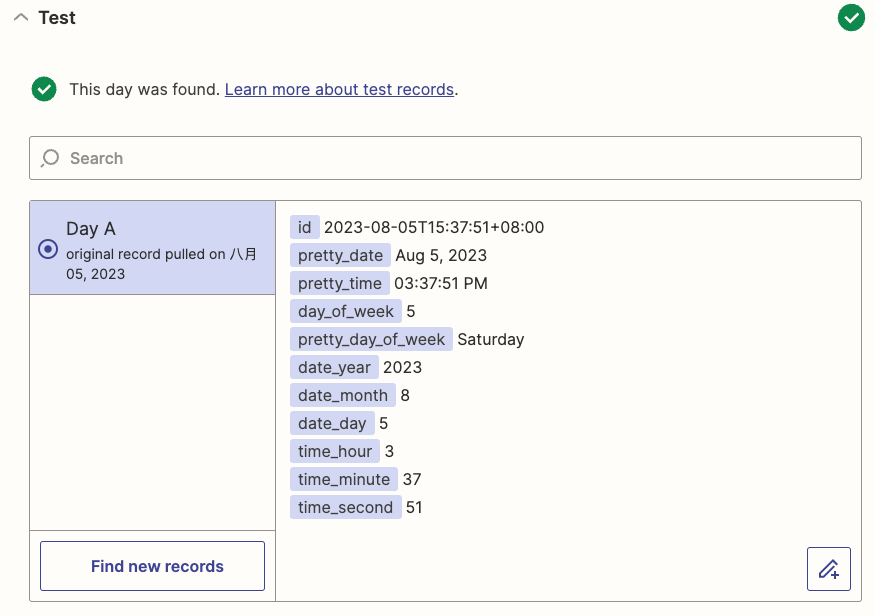 Test
This day was found. Learn more about test records.
Search
Day A
original record pulled on 八月
05, 2023
id 2023-08-05T15:37:51+08:00
pretty_date Aug 5, 2023
pretty_time 03:37:51 PM
day_of_week 5
pretty_day_of_week Saturday
date_year 2023
date_month 8
date_day 5
time_hour 3
time_minute 37
time_second 51
Find new records